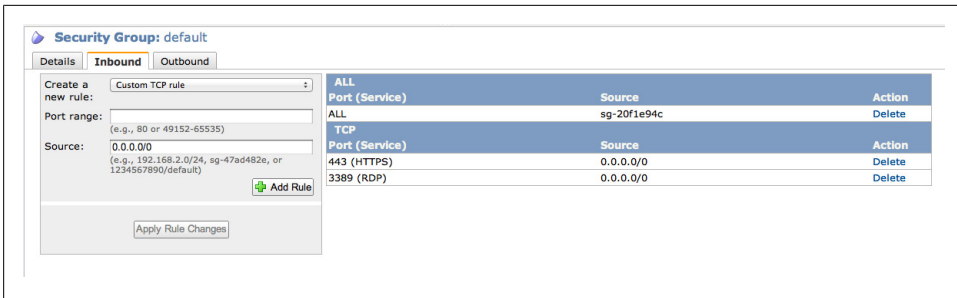 Security Group: default
Details Inbound Outbound
Create a new rule: Custom TCP rule
Port range:
(e.g., 80 or 49152-65535)
Source: 0.0.0.0/0
(e.g., 192.168.2.0/24, sg-47ad482e, or
1234567890/default)
Add Rule
Apply Rule Changes
ALL
Port (Service) Source Action
ALL sg-20f1e94c Delete
TCP
Port (Service) Source Action
443 (HTTPS) 0.0.0.0/0 Delete
3389 (RDP) 0.0.0.0/0 Delete